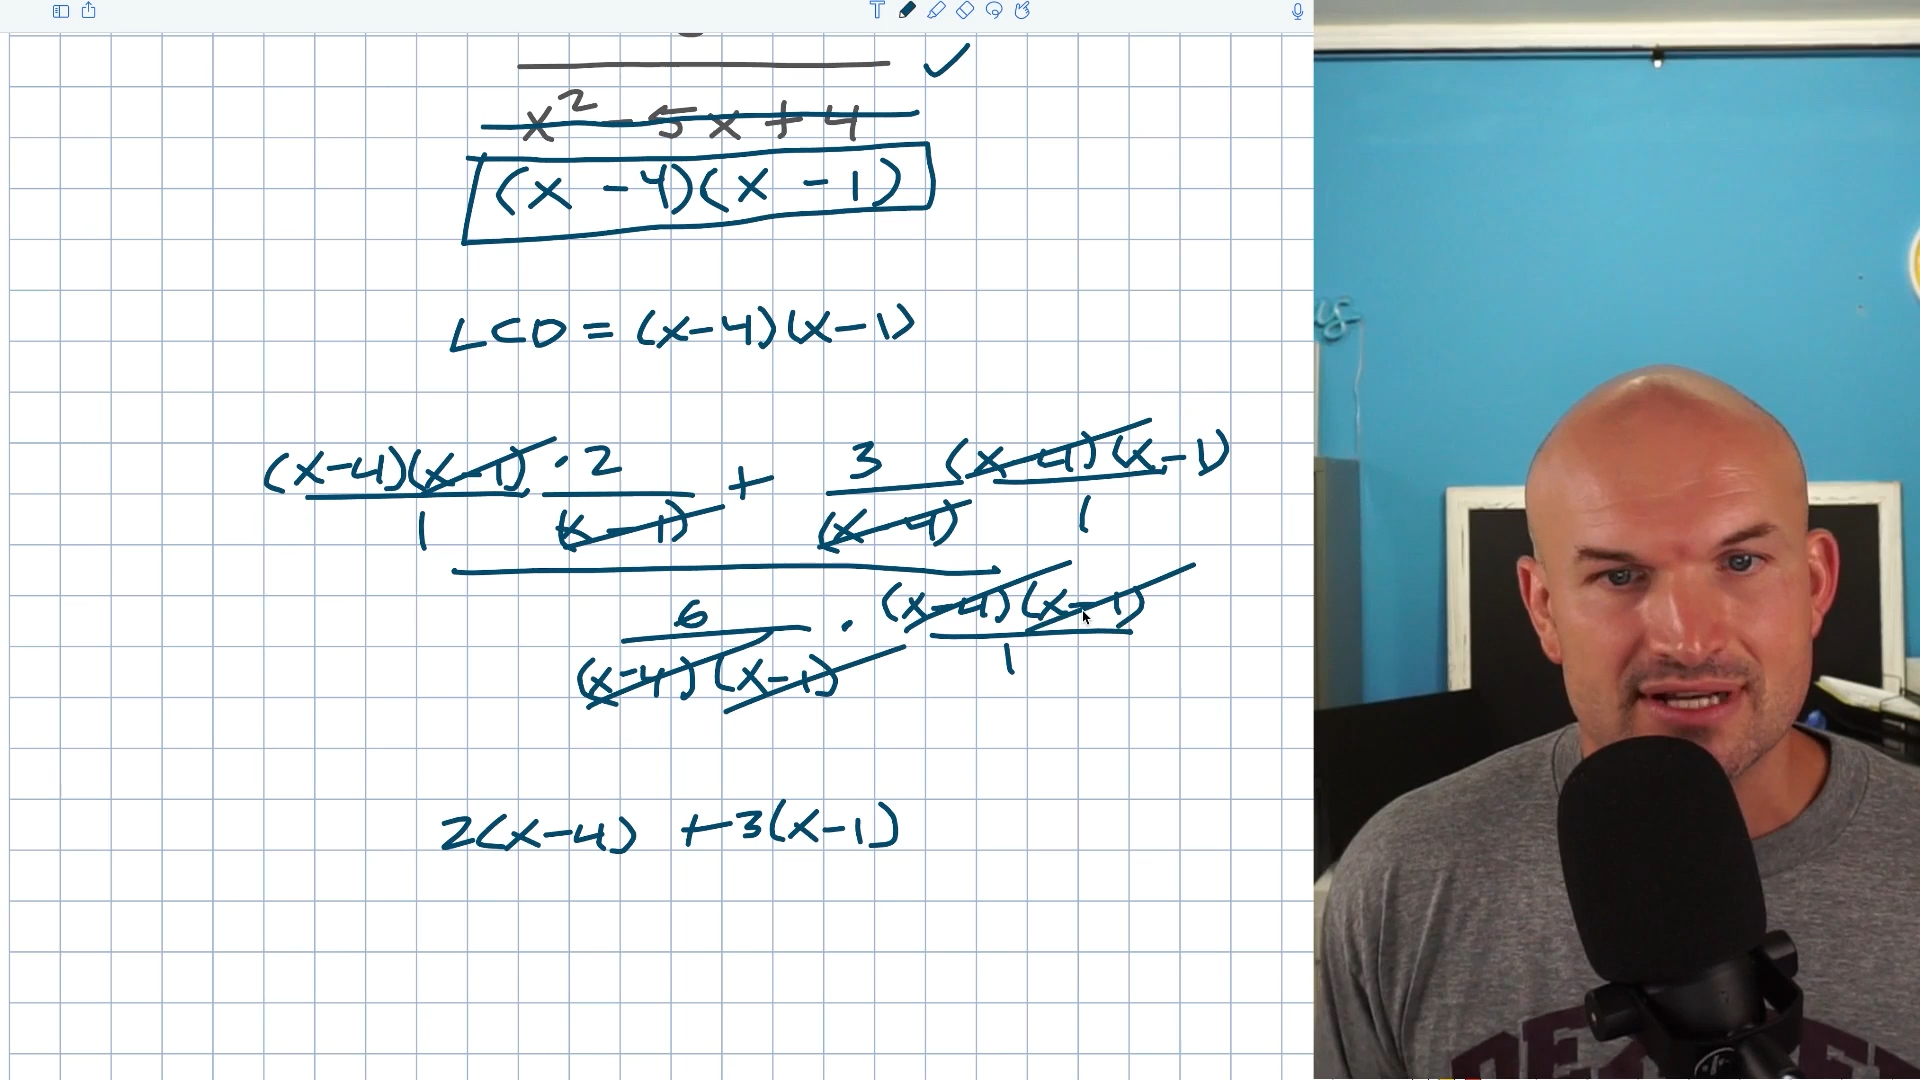 x² - 5x + 4
(x - 4)(x - 1)
LCD = (x-4)(x-1)
(x-4)(x-1) · 2 + 3 (x-4)(x-1)
1 (x-1) (x-4) 1
6 · (x-4)(x-1)
(x-4)(x-1) 1
2(x-4) +3(x-1)